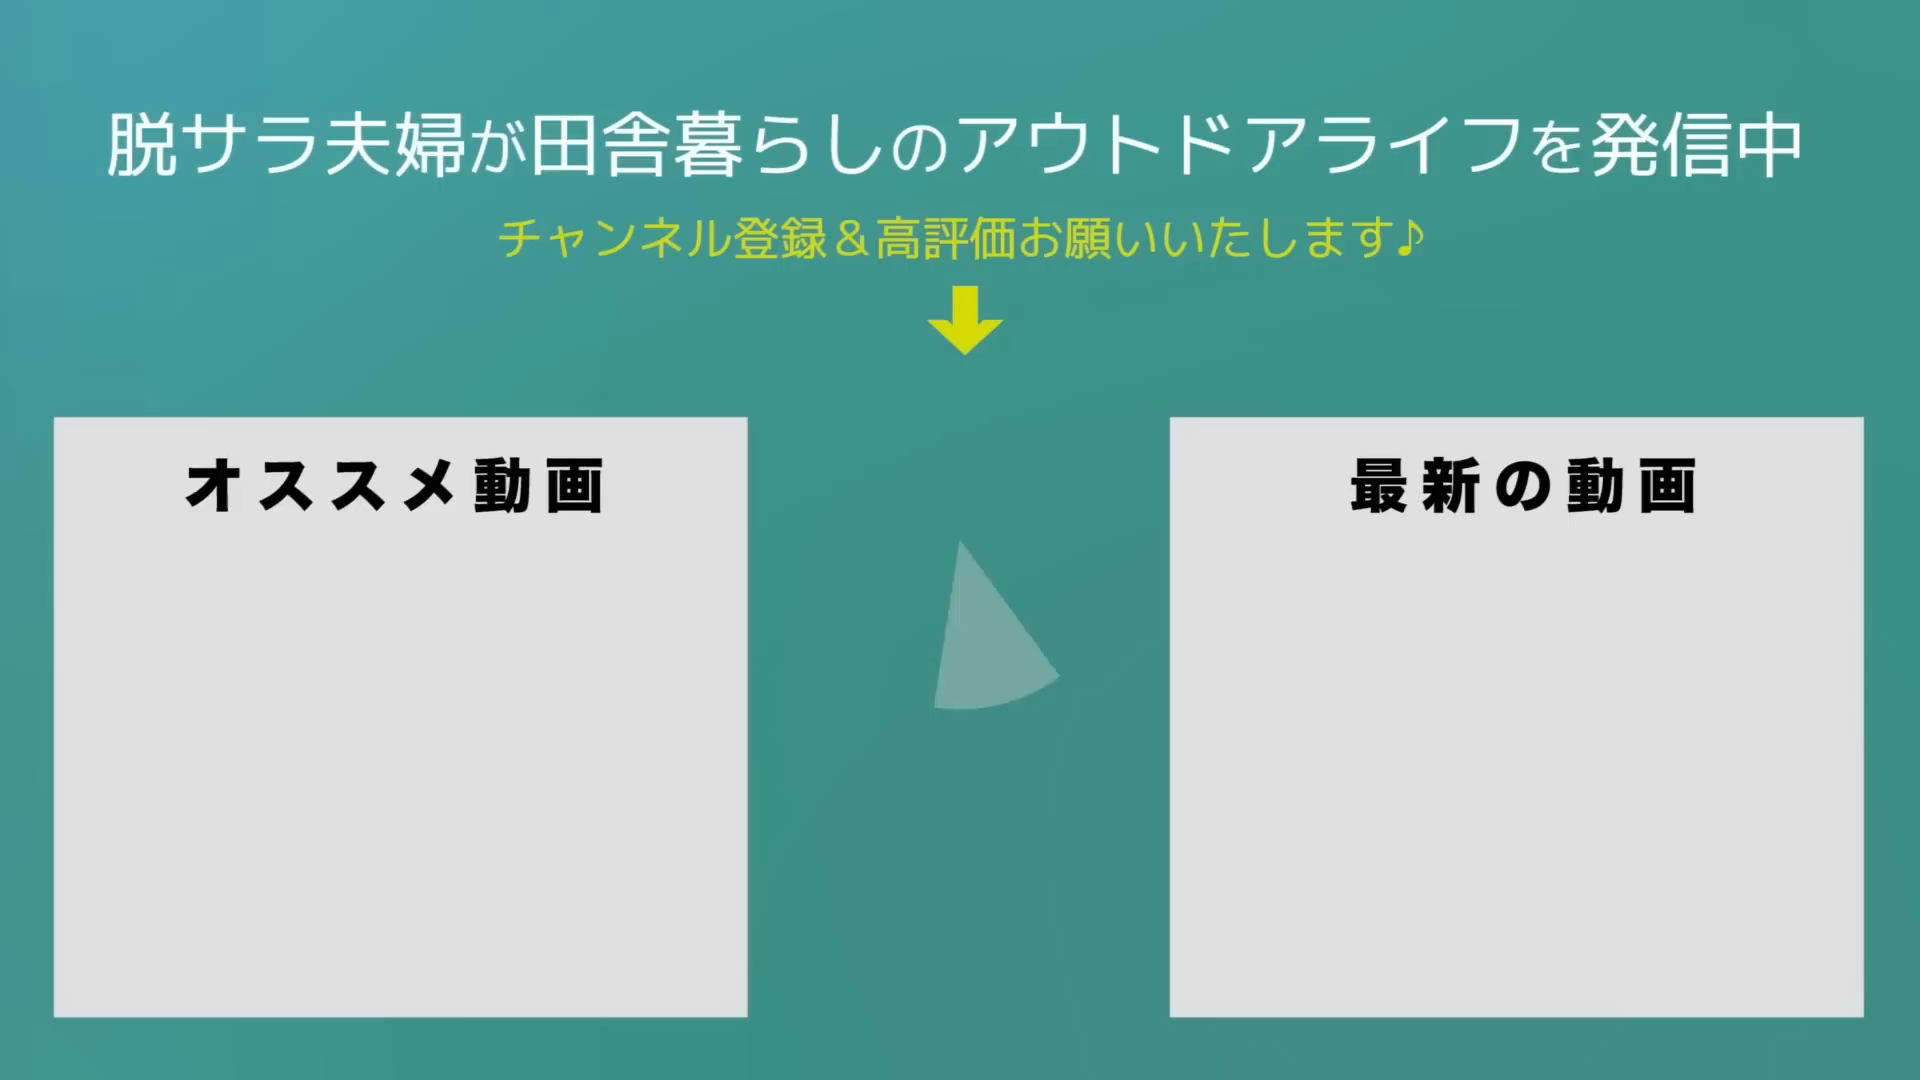 脱サラ夫婦が田舎暮らしのアウトドアライフを発信中
チャンネル登録＆高評価お願いいたします♪
オススメ動画
最新の動画